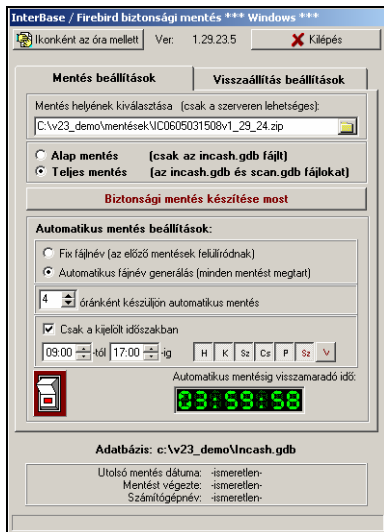 InterBase / Firebird biztonsági mentés *** Windows ***
Ikonként az óra mellett Ver: 1.29.23.5 Kilépés
Mentés beállítások Visszaállítás beállítások
Mentés helyének kiválasztása (csak a szerveren lehetséges):
C:\v23_demo\mentések\IC0605031508v1_29_24.zip
Alap mentés (csak az incash.gdb fájlt)
Teljes mentés (az incash.gdb és scan.gdb fájlokat)
Biztonsági mentés készítése most
Automatikus mentés beállítások:
Fix fájlnév (az előző mentések felülíródnak)
Automatikus fájnév generálás (minden mentést megtart)
4 óránként készüljön automatikus mentés
Csak a kijelölt időszakban
09:00 -tól 17:00 -ig H K Sz Cs P Sz V
Automatikus mentésig visszamaradó idő:
03:59:58
Adatbázis: c:\v23_demo\Incash.gdb
Utolsó mentés dátuma: -ismeretlen-
Mentést végezte: -ismeretlen-
Számítógépnév: -ismeretlen-